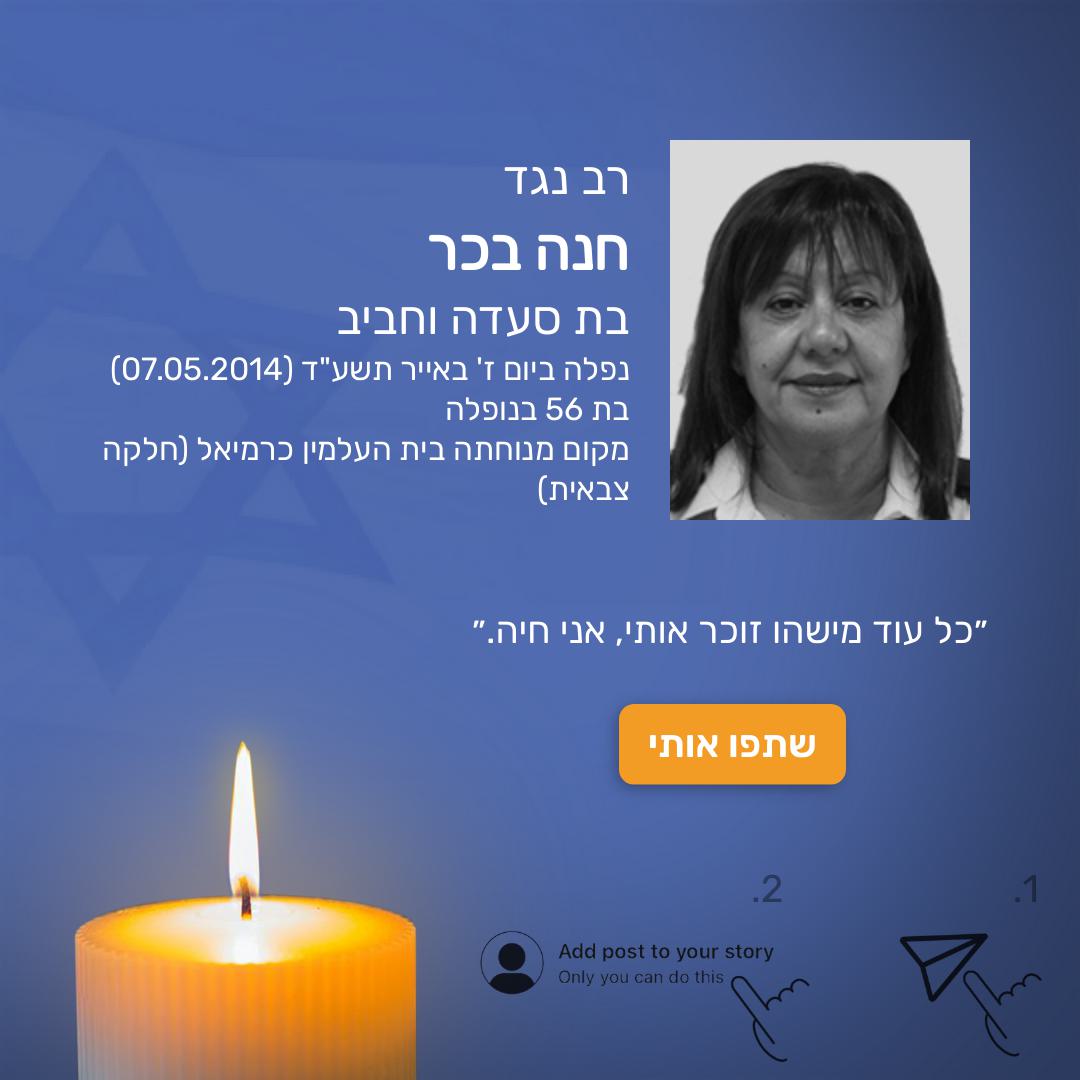 רב נגד
חנה בכר
בת סעדה וחביב
נפלה ביום ז' באייר תשע"ד (07.05.2014)
בת 56 בנופלה
מקום מנוחתה בית העלמין כרמיאל (חלקה
צבאית)
״כל עוד מישהו זוכר אותי, אני חיה.״
שתפו אותי
1.
2.
Add post to your story
Only you can do this